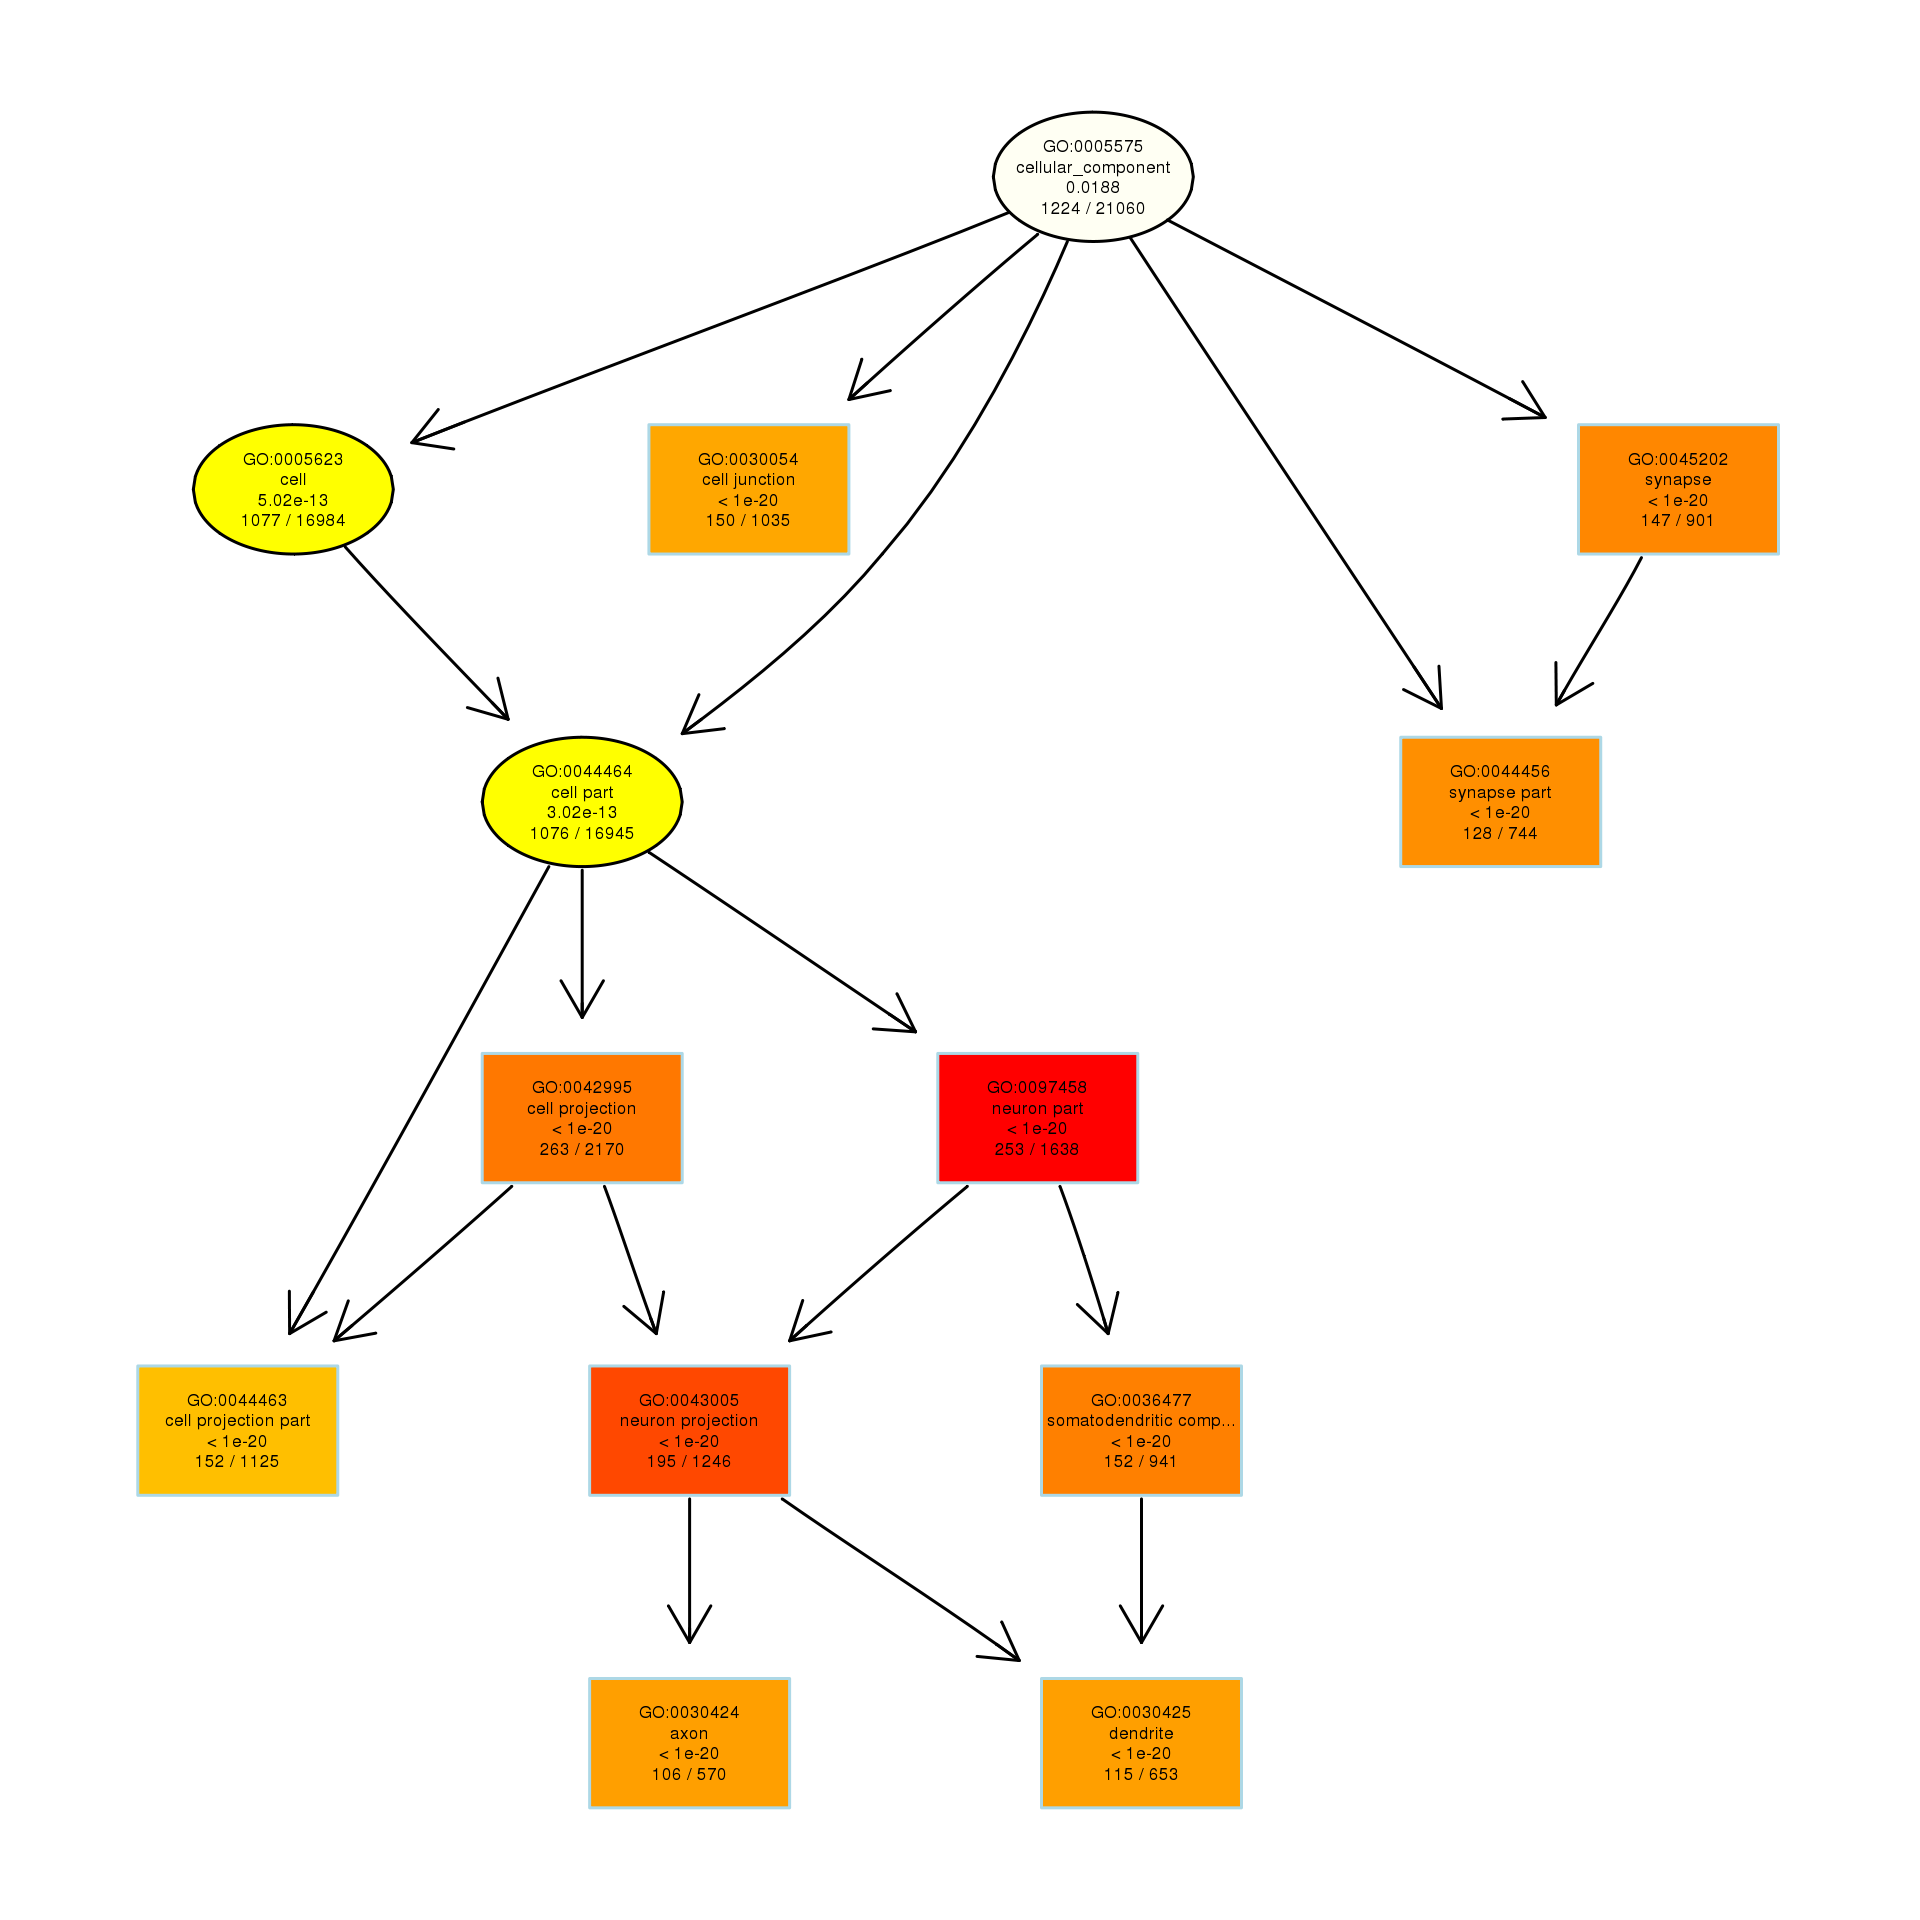 GO:0005575
cellular_component
0.0188
1224 / 21060
GO:0005623
cell
5.02e-13
1077 / 16984
GO:0030054
cell junction
< 1e-20
150 / 1035
GO:0045202
synapse
< 1e-20
147 / 901
GO:0044464
cell part
3.02e-13
1076 / 16945
GO:0044456
synapse part
< 1e-20
128 / 744
GO:0042995
cell projection
< 1e-20
263 / 2170
GO:0097458
neuron part
< 1e-20
253 / 1638
GO:0044463
cell projection part
< 1e-20
152 / 1125
GO:0043005
neuron projection
< 1e-20
195 / 1246
GO:0036477
somatodendritic comp...
< 1e-20
152 / 941
GO:0030424
axon
< 1e-20
106 / 570
GO:0030425
dendrite
< 1e-20
115 / 653